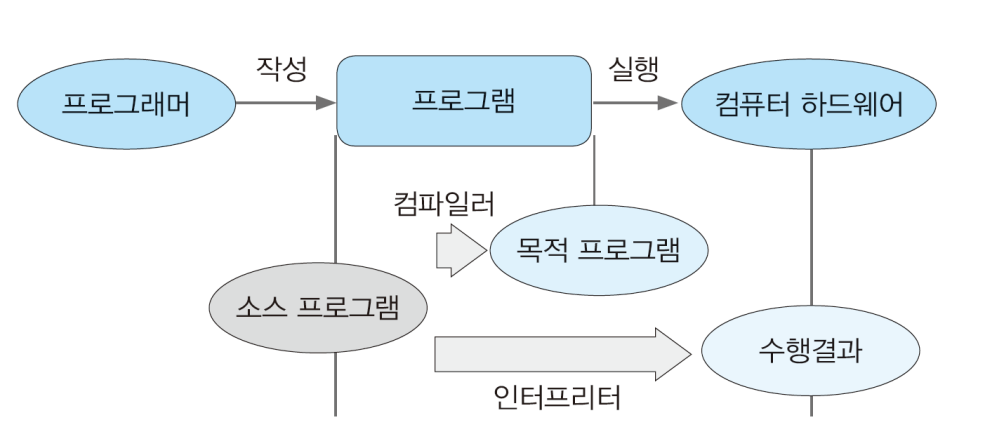 작성
실행
프로그래머
프로그램
컴퓨터 하드웨어
컴파일러
목적 프로그램
소스 프로그램
수행결과
인터프리터